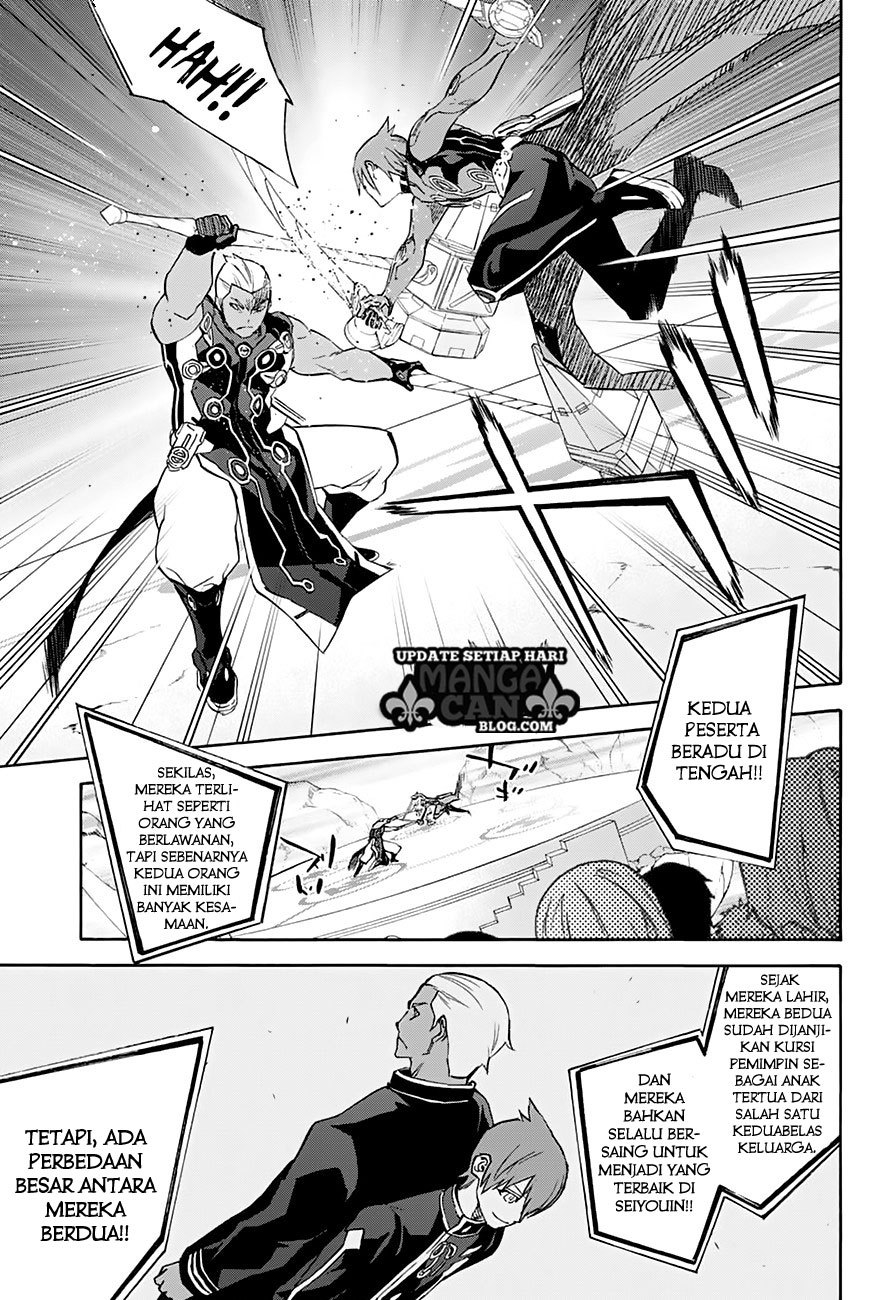 HAH!!
UPDATE SETIAP HARI
MANGA
CAN
BLOG.COM
KEDUA
PESERTA
BERADU DI
TENGAH!!
SEKILAS,
MEREKA TERLI-
HAT SEPERTI
ORANG YANG
BERLAWANAN,
TAPI SEBENARNYA
KEDUA ORANG
INI MEMILIKI
BANYAK KESA-
MAAN.
SEJAK
MEREKA LAHIR,
MEREKA BEDUA
SUDAH DIJANJI-
KAN KURSI
PEMIMPIN SE-
BAGAI ANAK
TERTUA DARI
SALAH SATU
KEDUABELAS
KELUARGA.
DAN
MEREKA
BAHKAN
SELALU BER-
SAING UNTUK
MENJADI YANG
TERBAIK DI
SEIYOUIN!!
TETAPI, ADA
PERBEDAAN
BESAR ANTARA
MEREKA
BERDUA!!